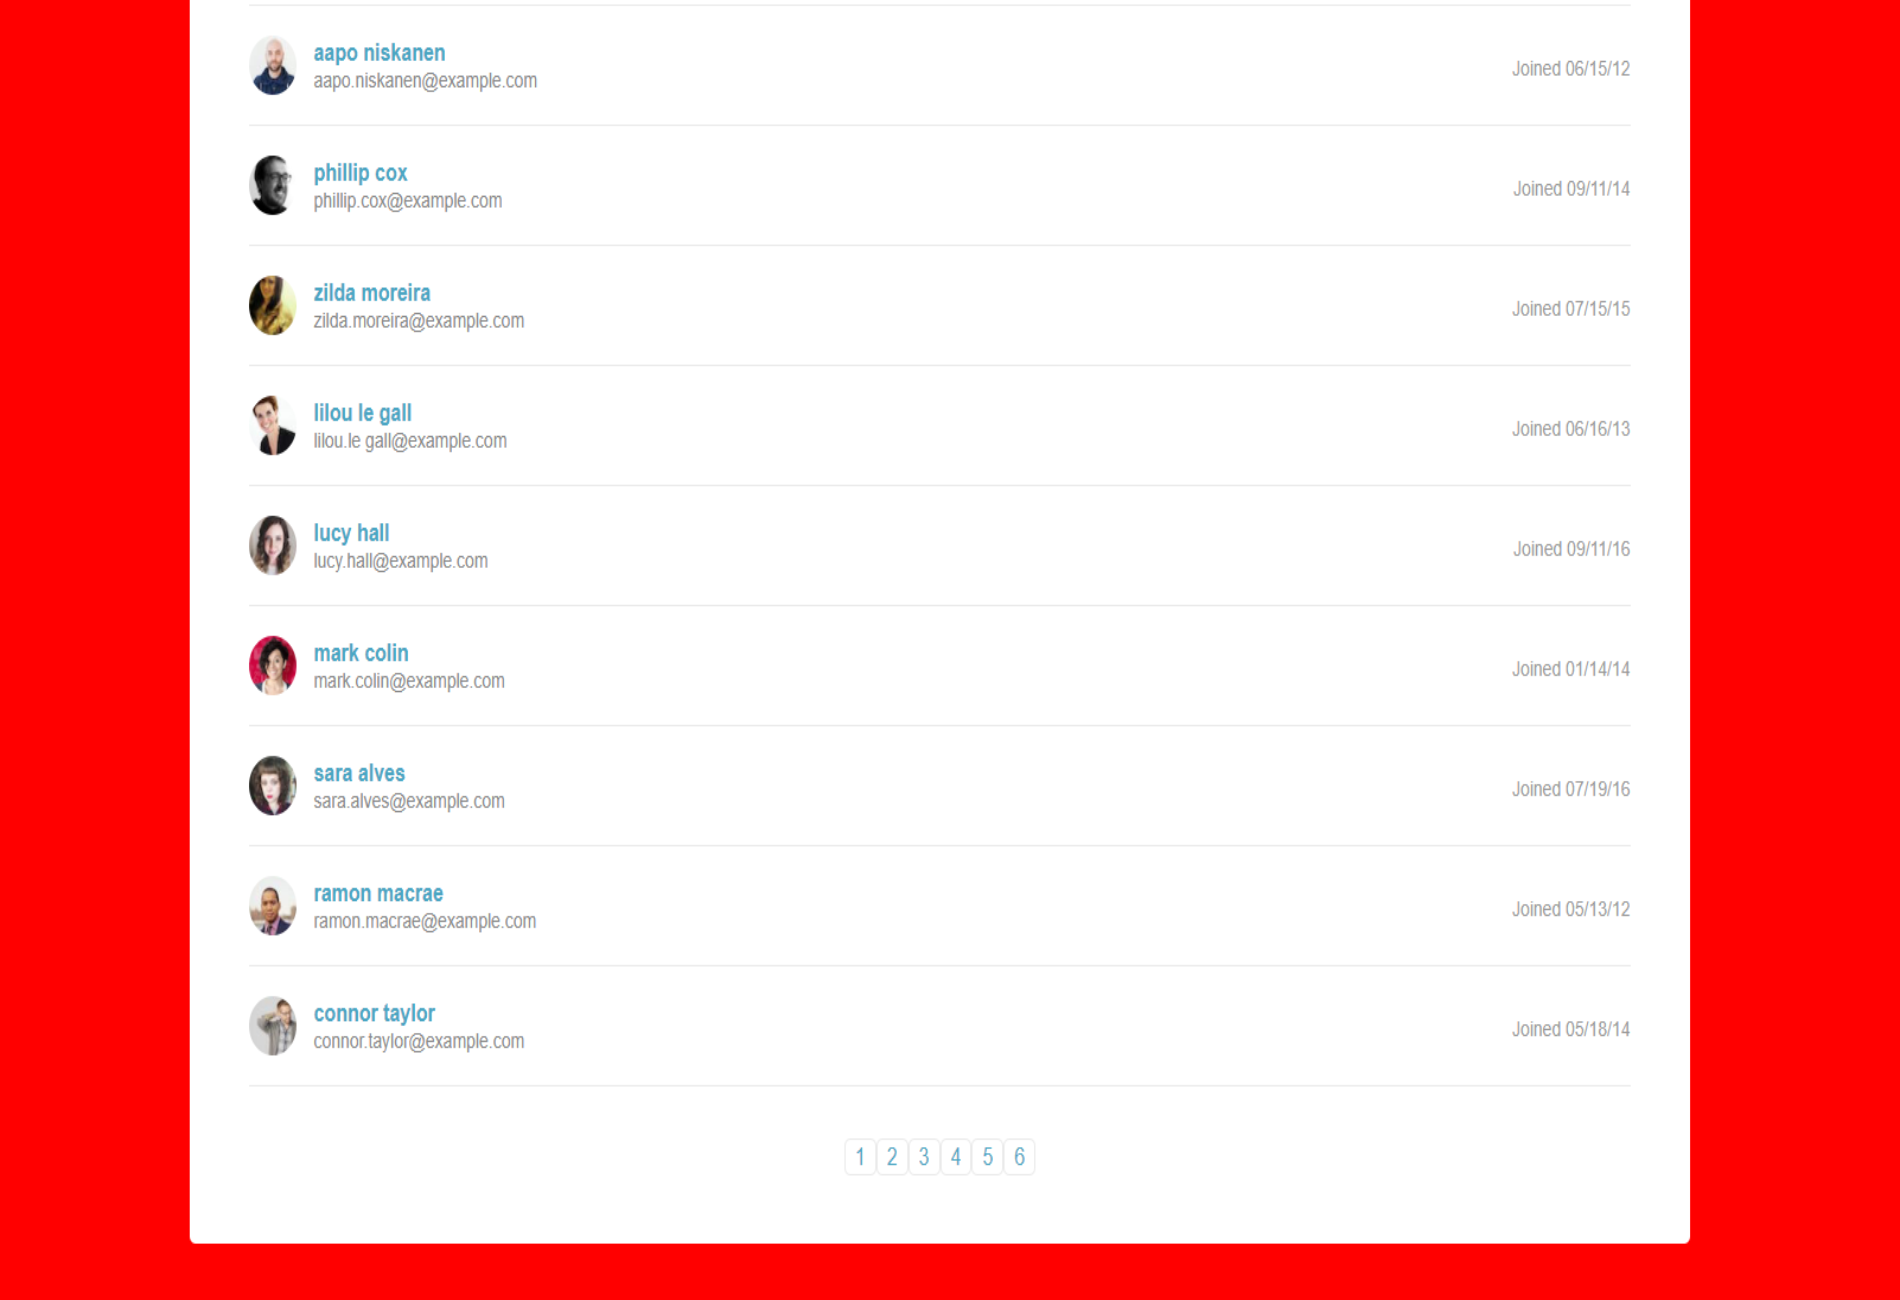 aapo niskanen
aapo.niskanen@example.com
Joined 06/15/12
phillip cox
phillip.cox@example.com
Joined 09/11/14
zilda moreira
zilda.moreira@example.com
Joined 07/15/15
lilou le gall
lilou.le gall@example.com
Joined 06/16/13
lucy hall
lucy.hall@example.com
Joined 09/11/16
mark colin
mark.colin@example.com
Joined 01/14/14
sara alves
sara.alves@example.com
Joined 07/19/16
ramon macrae
ramon.macrae@example.com
Joined 05/13/12
connor taylor
connor.taylor@example.com
Joined 05/18/14
1 2 3 4 5 6